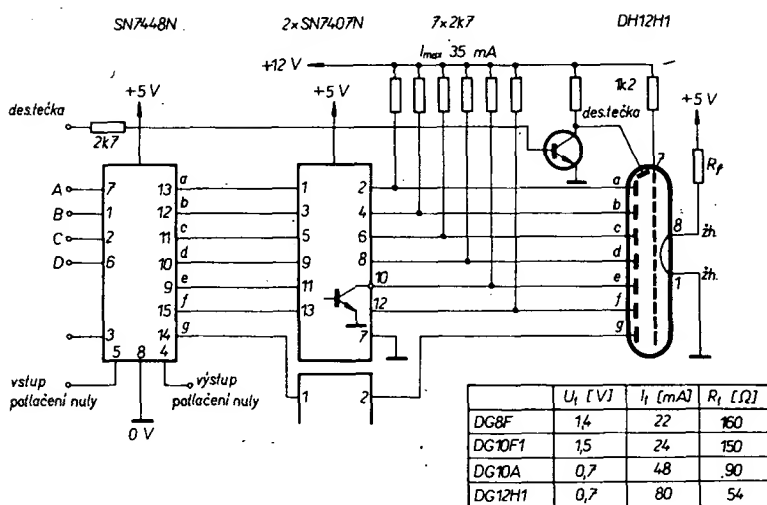 SN7448N 2×SN7407N 7×2k7 DH12H1
+12 V Imax 35 mA
1k2
+5 V +5 V +5 V
des.tečka
2k7
des.tečka
7
Rf
A 7 13 a 1 2 a
B 1 12 b 3 4 b
C 2 11 c 5 6 c
D 6 10 d 9 8 d
9 e 11 10 e
15 f 13 12 f
3 14 g 7 g
8 žh.
1 žh.
5 8 4
1 2
vstup
potlačení nuly
výstup
potlačení nuly
0 V
Uf [V] If [mA] Rf [Ω]
DG8F 1,4 22 160
DG10F1 1,5 24 150
DG10A 0,7 48 90
DG12H1 0,7 80 54